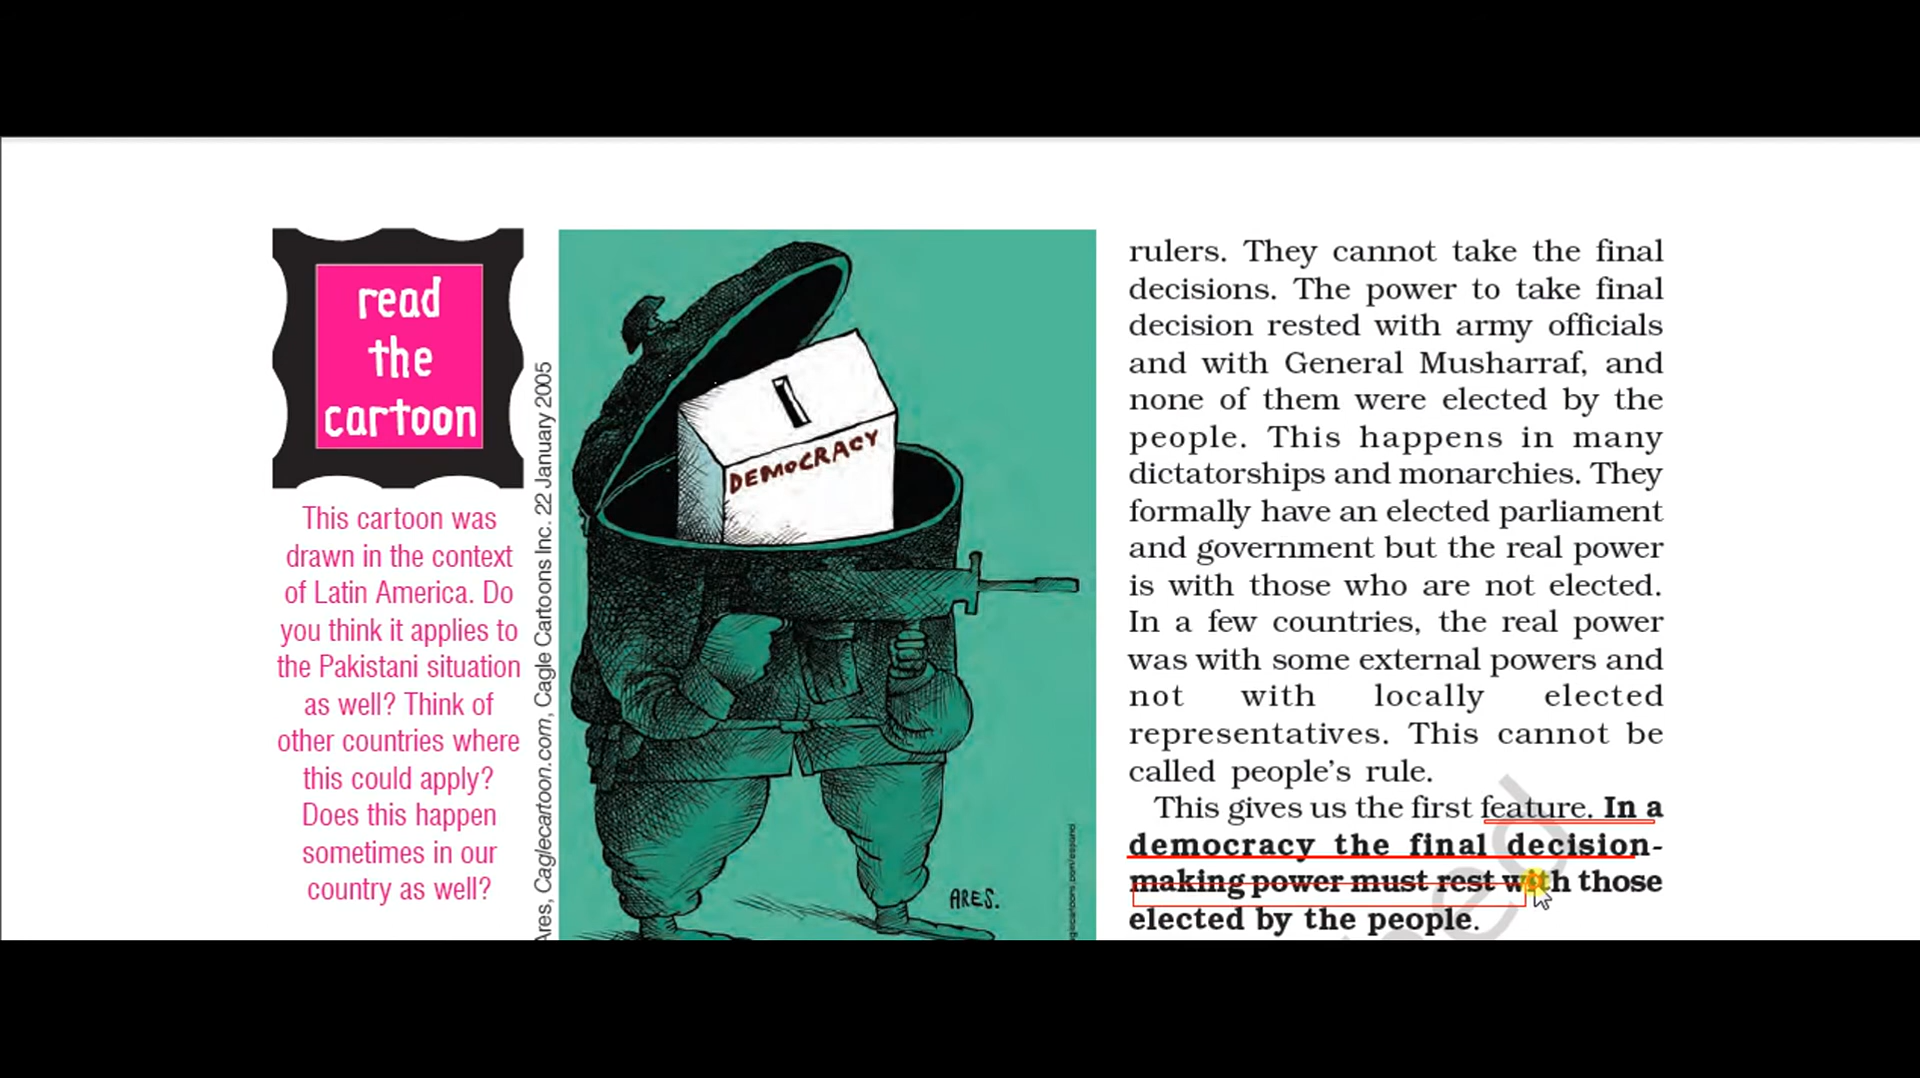 read
the
cartoon
This cartoon was
drawn in the context
of Latin America. Do
you think it applies to
the Pakistani situation
as well? Think of
other countries where
this could apply?
Does this happen
sometimes in our
country as well?
Ares, Caglecartoon.com, Cagle Cartoons Inc. 22 January 2005
DEMOCRACY
ARES.
rulers. They cannot take the final
decisions. The power to take final
decision rested with army officials
and with General Musharraf, and
none of them were elected by the
people. This happens in many
dictatorships and monarchies. They
formally have an elected parliament
and government but the real power
is with those who are not elected.
In a few countries, the real power
was with some external powers and
not with locally elected
representatives. This cannot be
called people's rule.
This gives us the first feature. In a
democracy the final decision-
making power must rest with those
elected by the people.